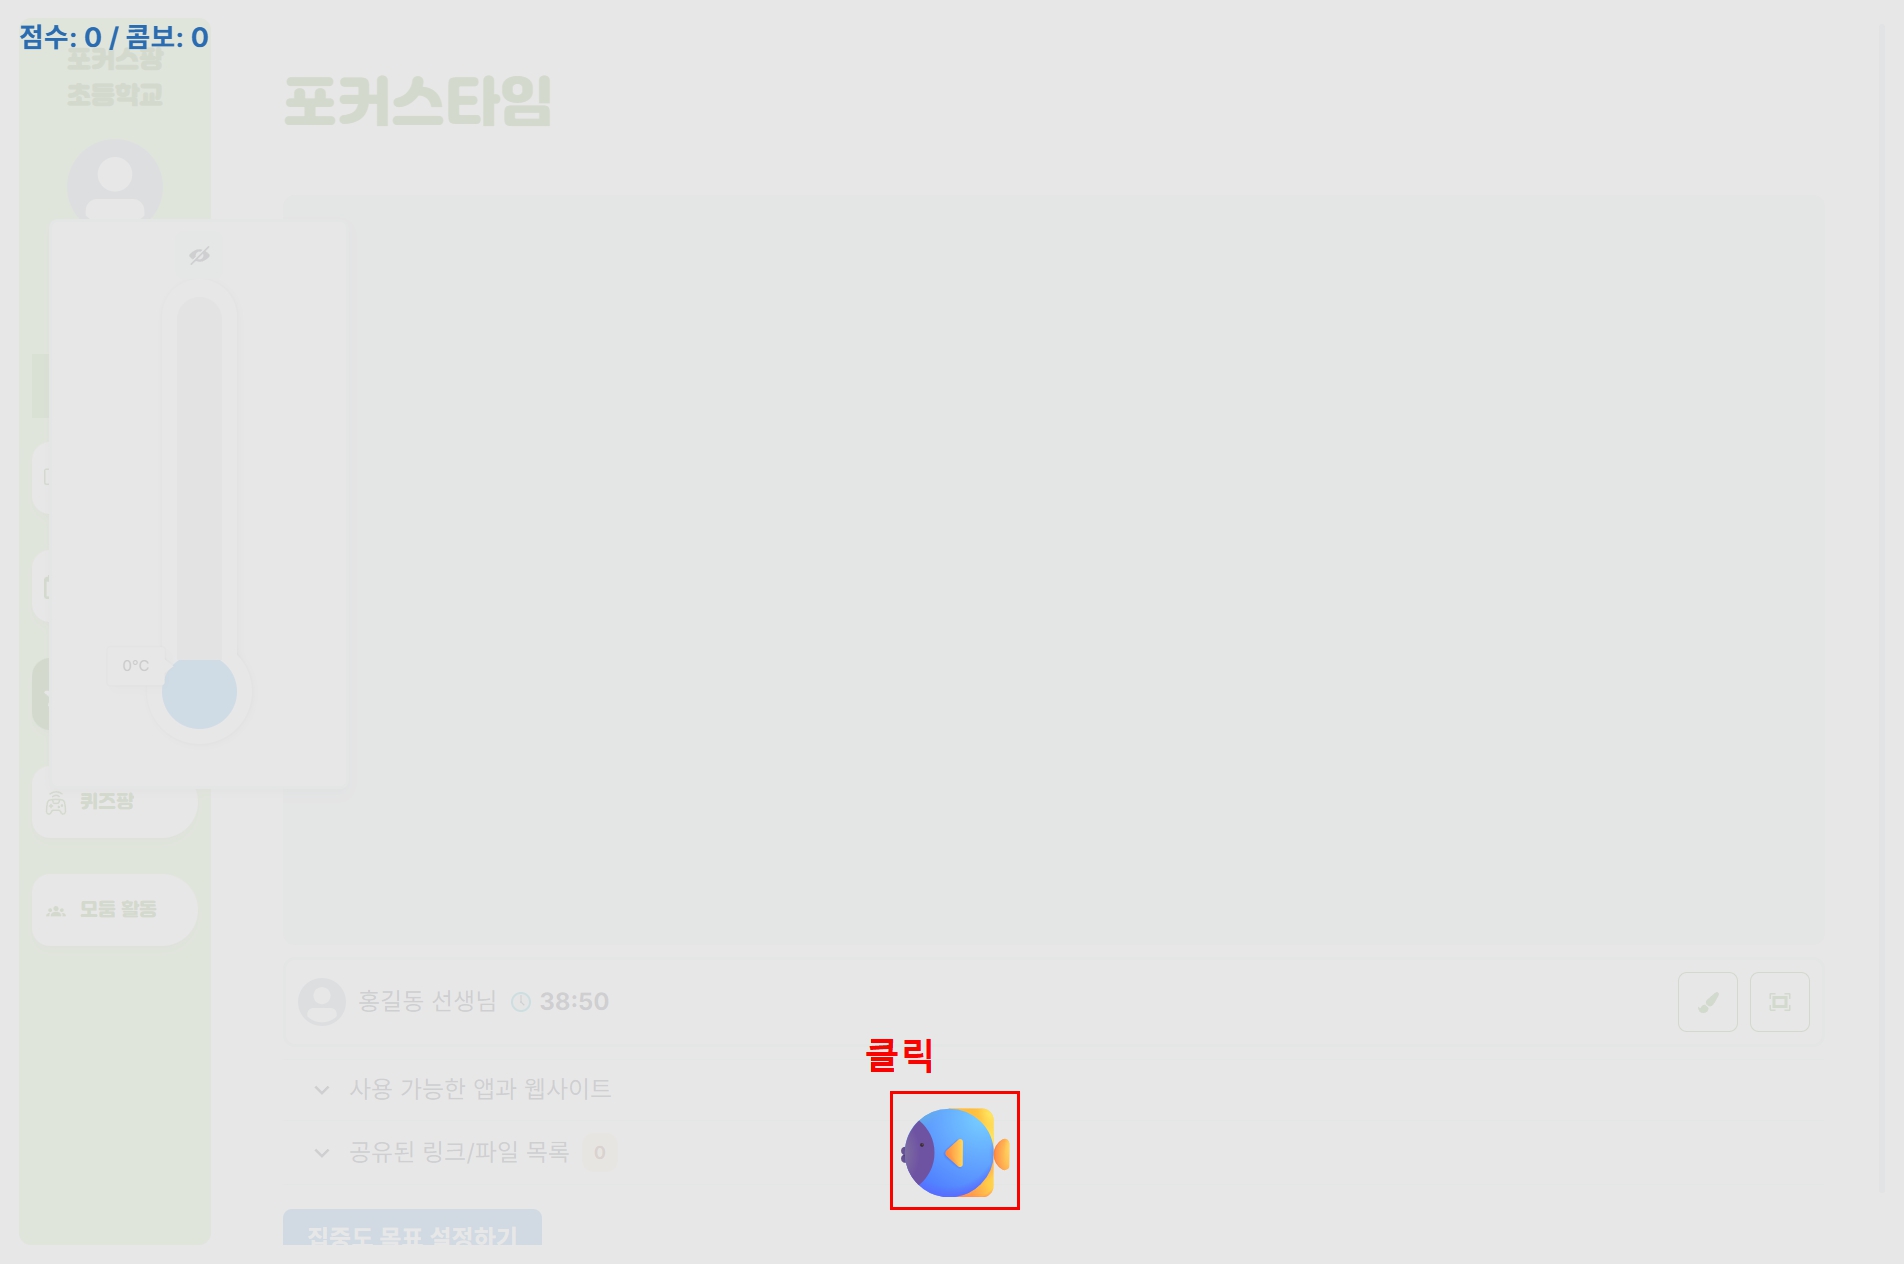 점수: 0 / 콤보: 0
포커스팡
초등학교
포커스타임
0°C
퀴즈팡
모둠 활동
홍길동 선생님 38:50
클릭
사용 가능한 앱과 웹사이트
공유된 링크/파일 목록 0
집중도 목표 설정하기